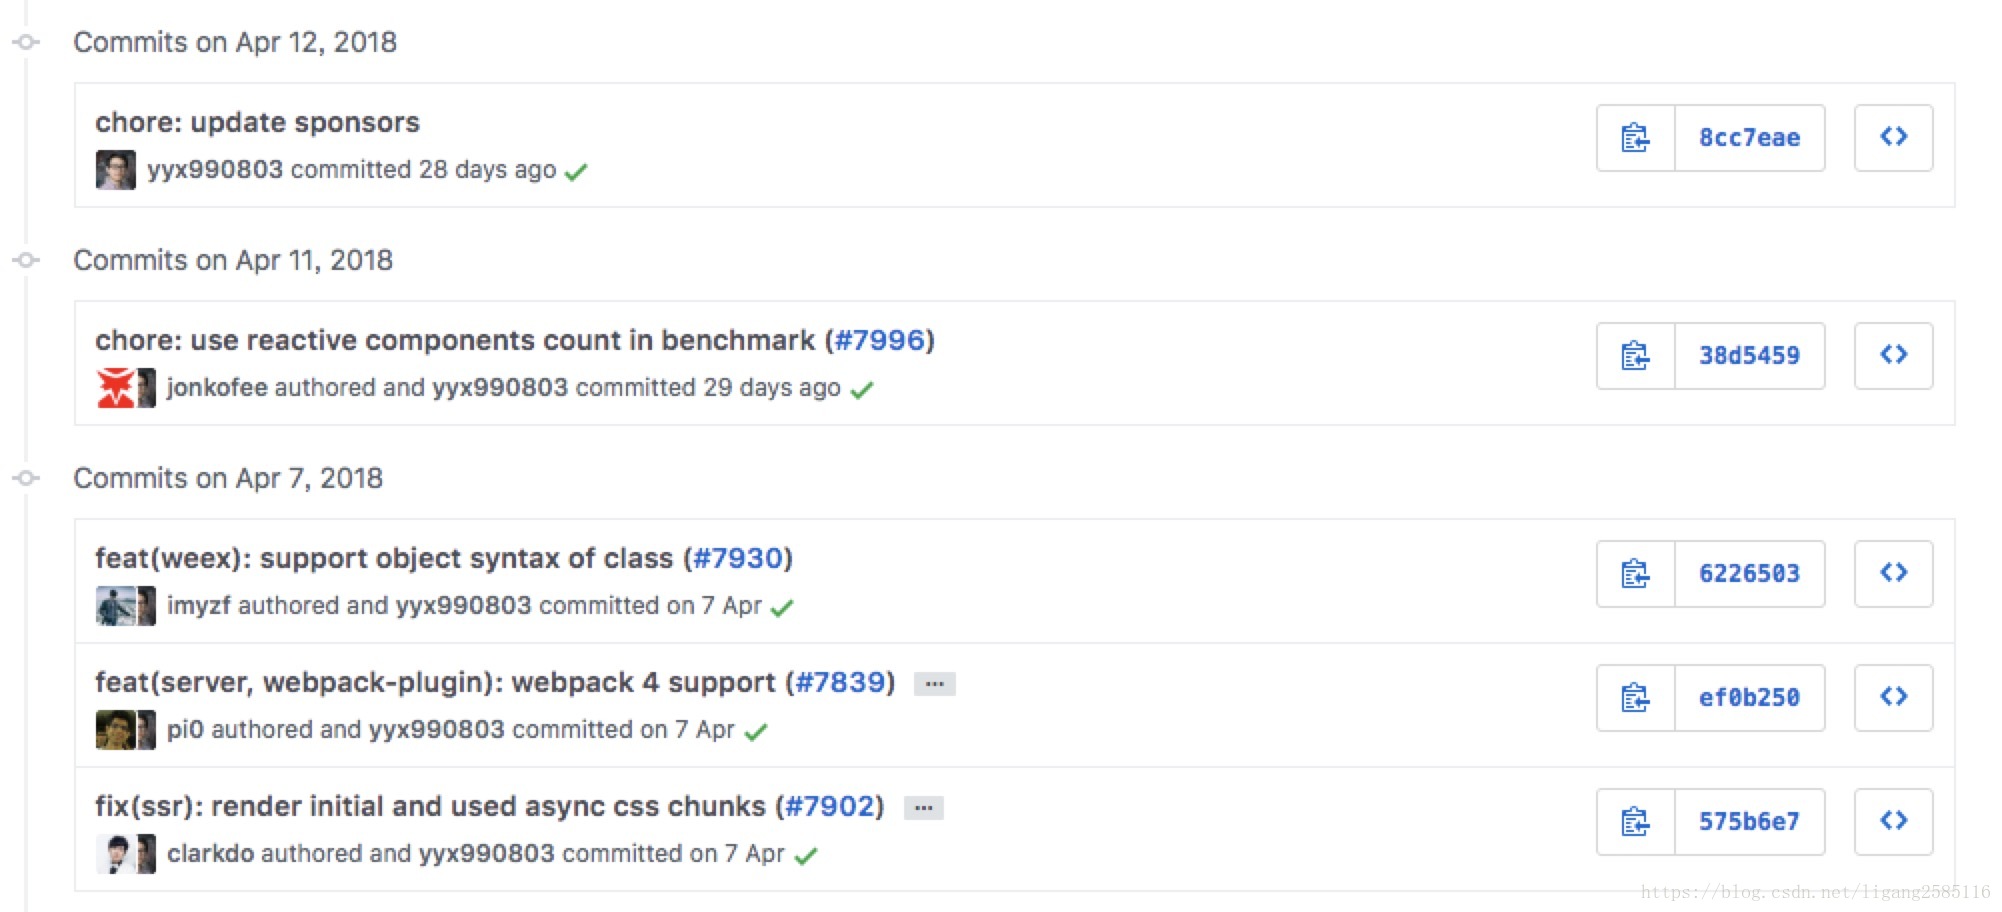 Commits on Apr 12, 2018
chore: update sponsors
8cc7eae
yyx990803 committed 28 days ago
Commits on Apr 11, 2018
chore: use reactive components count in benchmark (#7996)
38d5459
jonkofee authored and yyx990803 committed 29 days ago
Commits on Apr 7, 2018
feat(weex): support object syntax of class (#7930)
6226503
imyzf authored and yyx990803 committed on 7 Apr
feat(server, webpack-plugin): webpack 4 support (#7839) ...
ef0b250
pi0 authored and yyx990803 committed on 7 Apr
fix(ssr): render initial and used async css chunks (#7902) ...
575b6e7
clarkdo authored and yyx990803 committed on 7 Apr
https://blog.csdn.net/ligang2585116